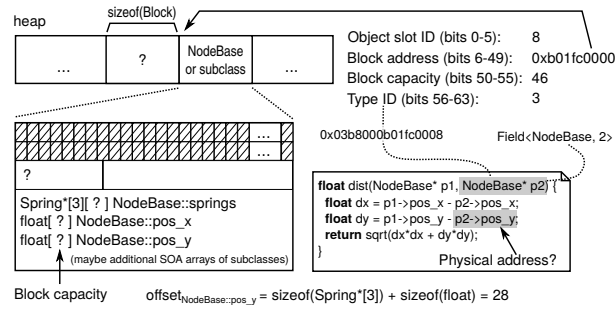 sizeof(Block)
heap
...
?
NodeBase
or subclass
...
Object slot ID (bits 0-5): 8
Block address (bits 6-49): 0xb01fc0000
Block capacity (bits 50-55): 46
Type ID (bits 56-63): 3
0x03b8000b01fc0008
Field<NodeBase, 2>
...
...
?
Spring*[3][ ? ] NodeBase::springs
float[ ? ] NodeBase::pos_x
float[ ? ] NodeBase::pos_y
(maybe additional SOA arrays of subclasses)
float dist(NodeBase* p1, NodeBase* p2) {
float dx = p1->pos_x - p2->pos_x;
float dy = p1->pos_y - p2->pos_y;
return sqrt(dx*dx + dy*dy);
}
Physical address?
Block capacity
offsetNodeBase::pos_y = sizeof(Spring*[3]) + sizeof(float) = 28